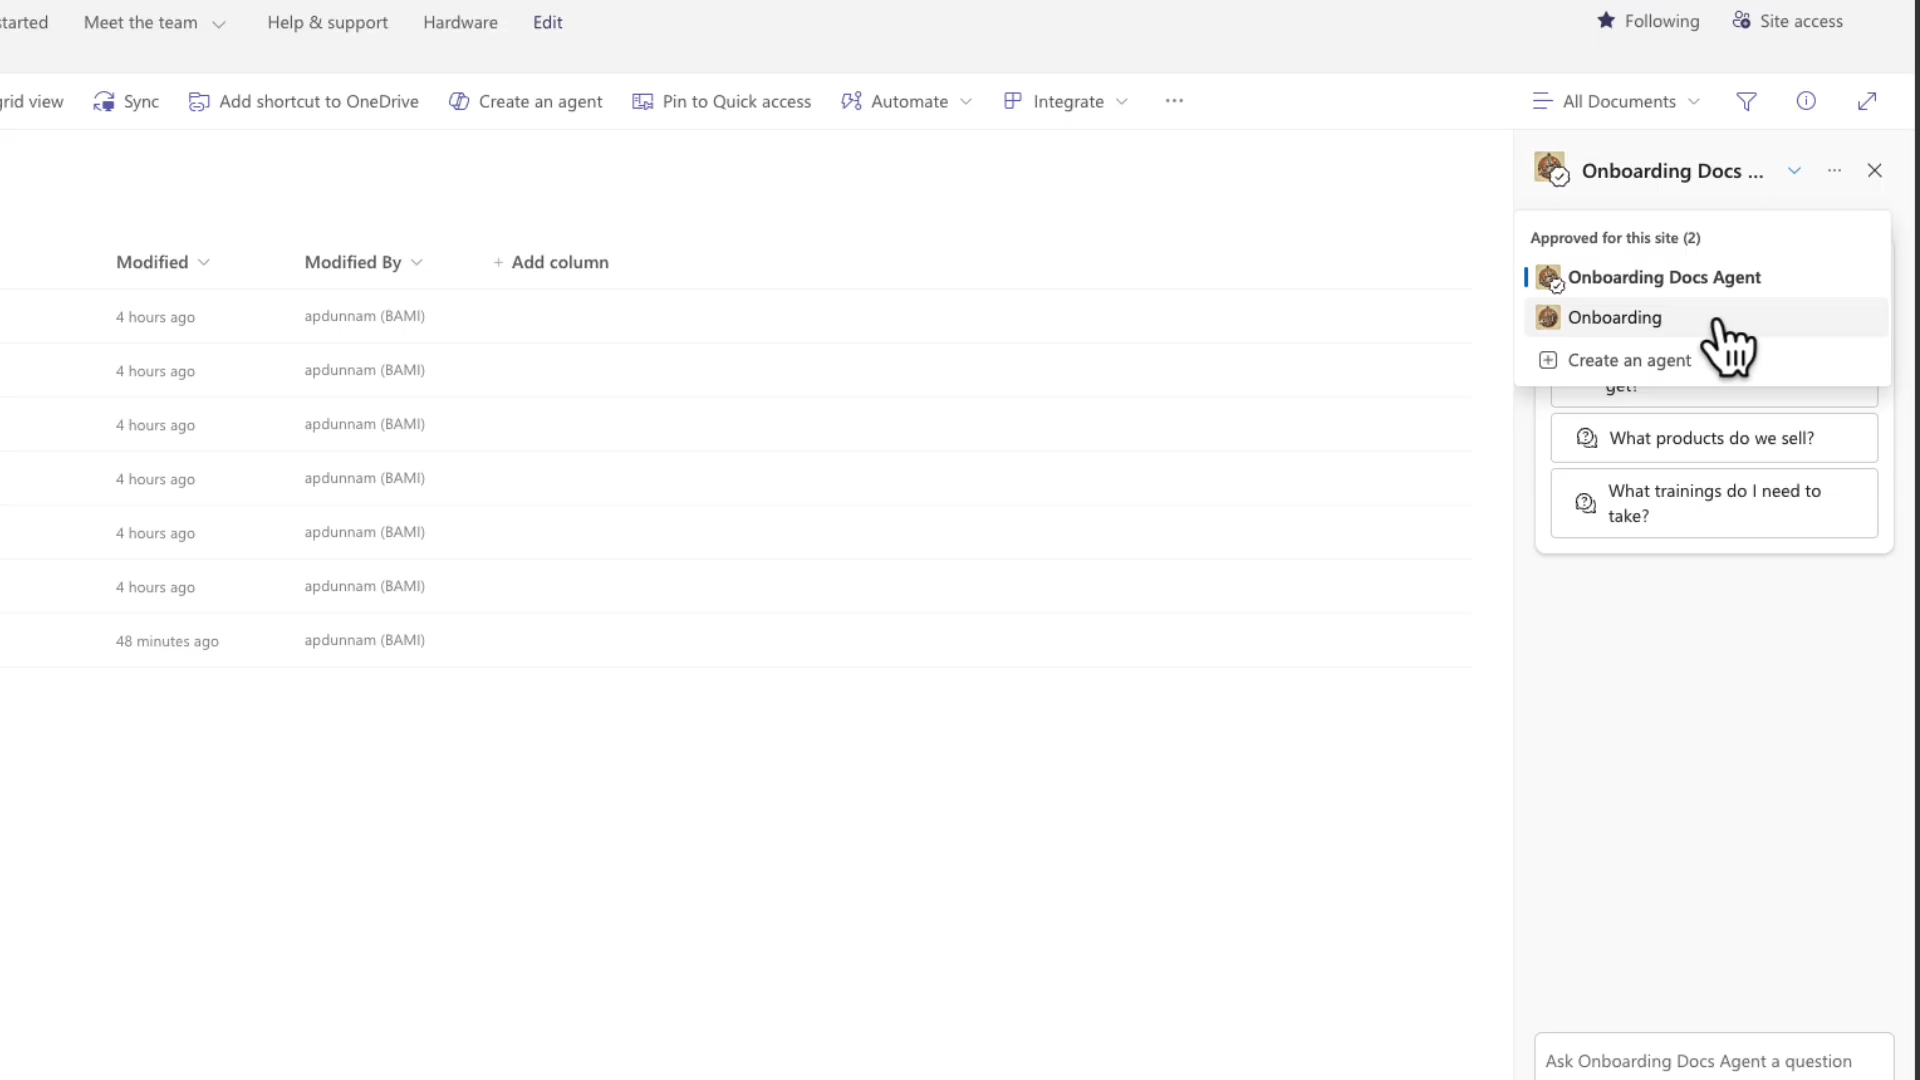 started
Meet the team
Help & support
Hardware
Edit
Following
Site access
grid view
Sync
Add shortcut to OneDrive
Create an agent
Pin to Quick access
Automate
Integrate
All Documents
Onboarding Docs ...
Approved for this site (2)
Onboarding Docs Agent
Onboarding
Create an agent
get?
What products do we sell?
What trainings do I need to
take?
Modified
Modified By
+ Add column
4 hours ago
apdunnam (BAMI)
4 hours ago
apdunnam (BAMI)
4 hours ago
apdunnam (BAMI)
4 hours ago
apdunnam (BAMI)
4 hours ago
apdunnam (BAMI)
4 hours ago
apdunnam (BAMI)
48 minutes ago
apdunnam (BAMI)
Ask Onboarding Docs Agent a question